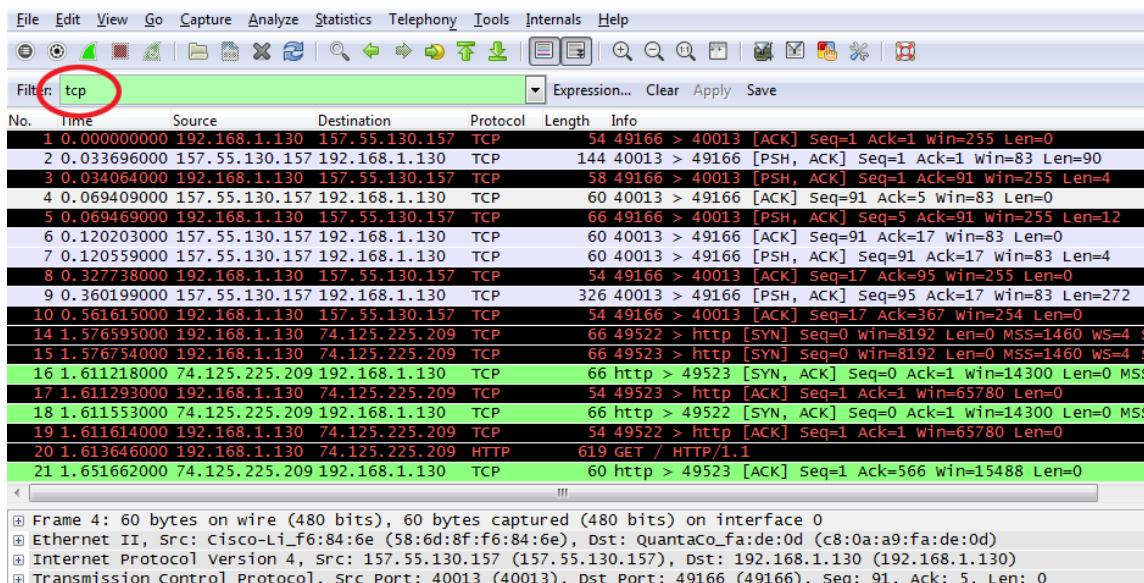 File Edit View Go Capture Analyze Statistics Telephony Tools Internals Help
Filter: tcp Expression... Clear Apply Save
No. Time Source Destination Protocol Length Info
1 0.000000000 192.168.1.130 157.55.130.157 TCP 54 49166 > 40013 [ACK] Seq=1 Ack=1 Win=255 Len=0
2 0.033696000 157.55.130.157 192.168.1.130 TCP 144 40013 > 49166 [PSH, ACK] Seq=1 Ack=1 Win=83 Len=90
3 0.034064000 192.168.1.130 157.55.130.157 TCP 58 49166 > 40013 [PSH, ACK] Seq=1 Ack=91 Win=255 Len=4
4 0.069409000 157.55.130.157 192.168.1.130 TCP 60 40013 > 49166 [ACK] Seq=91 Ack=5 Win=83 Len=0
5 0.069469000 192.168.1.130 157.55.130.157 TCP 66 49166 > 40013 [PSH, ACK] Seq=5 Ack=91 Win=255 Len=12
6 0.120203000 157.55.130.157 192.168.1.130 TCP 60 40013 > 49166 [ACK] Seq=91 Ack=17 Win=83 Len=0
7 0.120559000 157.55.130.157 192.168.1.130 TCP 60 40013 > 49166 [PSH, ACK] Seq=91 Ack=17 Win=83 Len=4
8 0.327738000 192.168.1.130 157.55.130.157 TCP 54 49166 > 40013 [ACK] Seq=17 Ack=95 Win=255 Len=0
9 0.360199000 157.55.130.157 192.168.1.130 TCP 326 40013 > 49166 [PSH, ACK] Seq=95 Ack=17 Win=83 Len=272
10 0.561615000 192.168.1.130 157.55.130.157 TCP 54 49166 > 40013 [ACK] Seq=17 Ack=367 Win=254 Len=0
14 1.576595000 192.168.1.130 74.125.225.209 TCP 66 49522 > http [SYN] Seq=0 Win=8192 Len=0 MSS=1460 WS=4 S
15 1.576754000 192.168.1.130 74.125.225.209 TCP 66 49523 > http [SYN] Seq=0 Win=8192 Len=0 MSS=1460 WS=4 S
16 1.611218000 74.125.225.209 192.168.1.130 TCP 66 http > 49523 [SYN, ACK] Seq=0 Ack=1 Win=14300 Len=0 MSS
17 1.611293000 192.168.1.130 74.125.225.209 TCP 54 49523 > http [ACK] Seq=1 Ack=1 Win=65780 Len=0
18 1.611553000 74.125.225.209 192.168.1.130 TCP 66 http > 49522 [SYN, ACK] Seq=0 Ack=1 Win=14300 Len=0 MSS
19 1.611614000 192.168.1.130 74.125.225.209 TCP 54 49522 > http [ACK] Seq=1 Ack=1 Win=65780 Len=0
20 1.613646000 192.168.1.130 74.125.225.209 HTTP 619 GET / HTTP/1.1
21 1.651662000 74.125.225.209 192.168.1.130 TCP 60 http > 49523 [ACK] Seq=1 Ack=566 Win=15488 Len=0
Frame 4: 60 bytes on wire (480 bits), 60 bytes captured (480 bits) on interface 0
Ethernet II, Src: Cisco-Li_f6:84:6e (58:6d:8f:f6:84:6e), Dst: QuantaCo_fa:de:0d (c8:0a:a9:fa:de:0d)
Internet Protocol Version 4, Src: 157.55.130.157 (157.55.130.157), Dst: 192.168.1.130 (192.168.1.130)
Transmission Control Protocol, Src Port: 40013 (40013), Dst Port: 49166 (49166), Seq: 91, Ack: 5, Len: 0